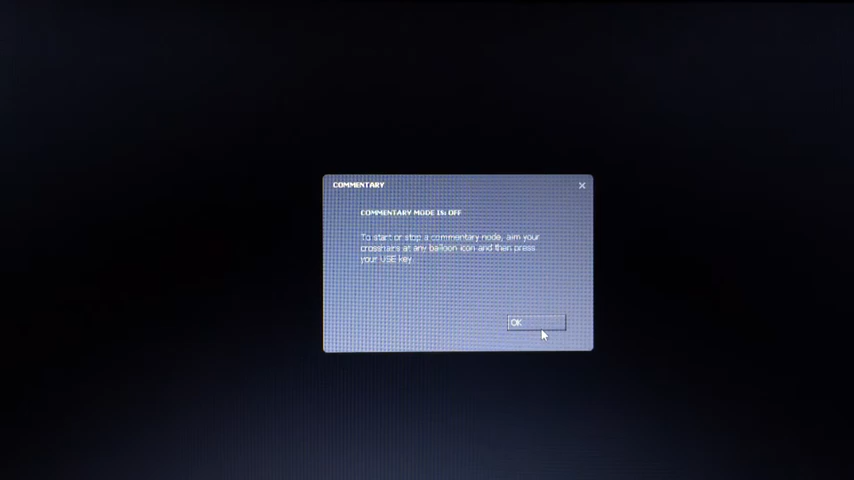 COMMENTARY
COMMENTARY MODE IS: OFF
To start or stop a commentary node, aim your
crosshairs at any balloon icon and then press
your USE key.
OK